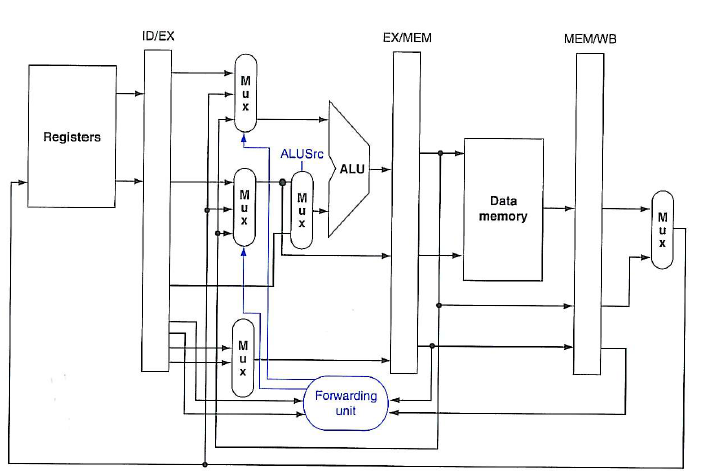 ID/EX
EX/MEM
MEM/WB
Registers
M
u
x
ALUSrc
ALU
M
u
x
M
u
x
Data
memory
M
u
x
M
u
x
Forwarding
unit